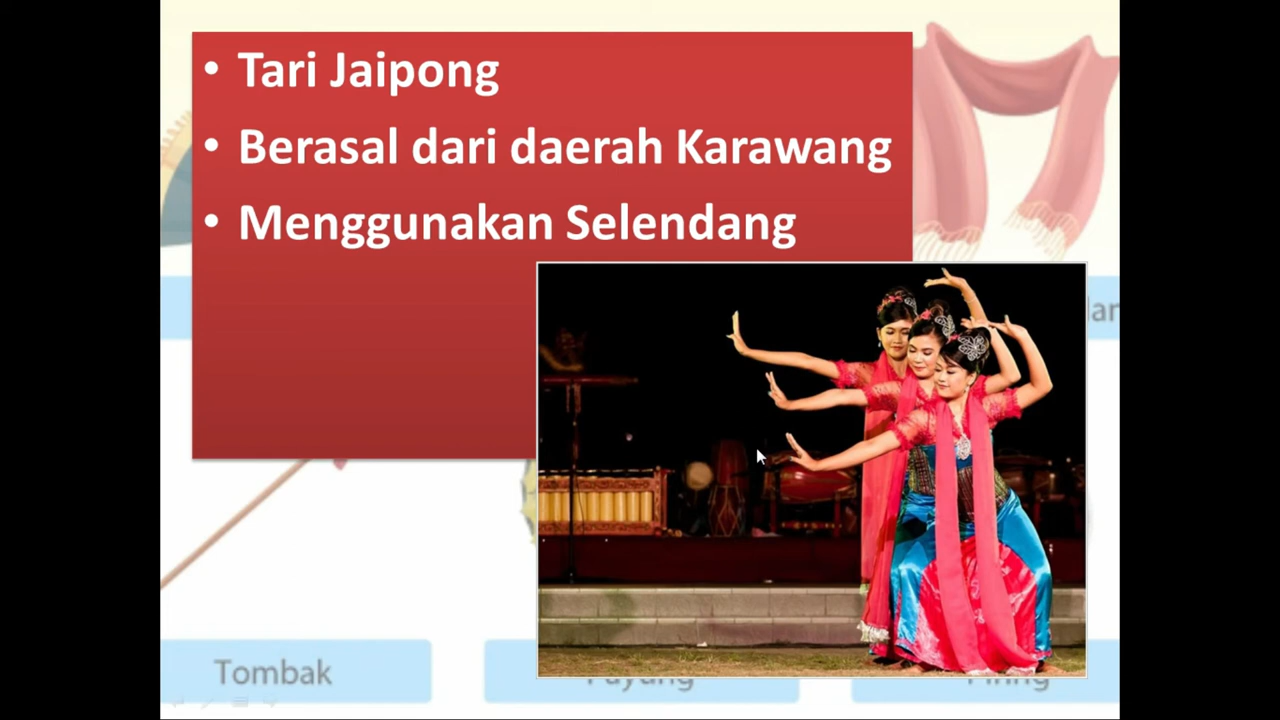 • Tari Jaipong
• Berasal dari daerah Karawang
• Menggunakan Selendang
Tombak